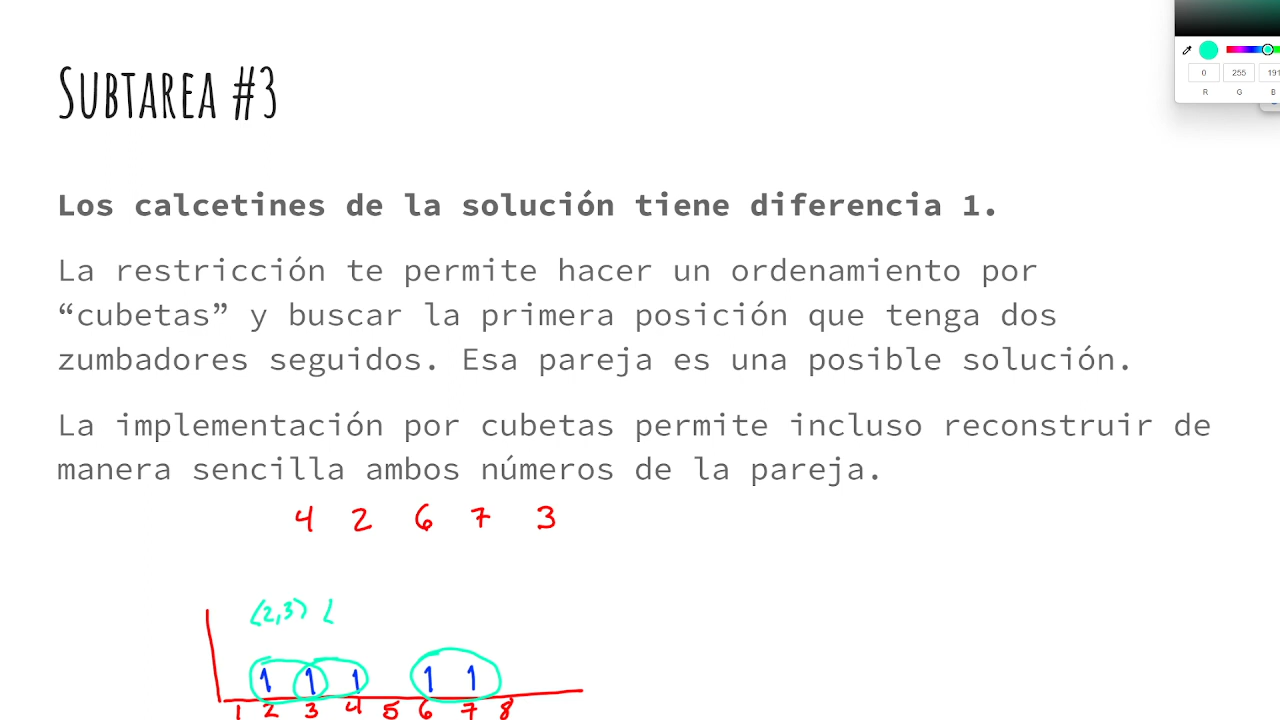 SUBTAREA #3
Los calcetines de la solución tiene diferencia 1.
La restricción te permite hacer un ordenamiento por
“cubetas” y buscar la primera posición que tenga dos
zumbadores seguidos. Esa pareja es una posible solución.
La implementación por cubetas permite incluso reconstruir de
manera sencilla ambos números de la pareja.
4 2 6 7 3
(2,3) (
1 1 1 1 1
1 2 3 4 5 6 7 8
0 255 191
R G B